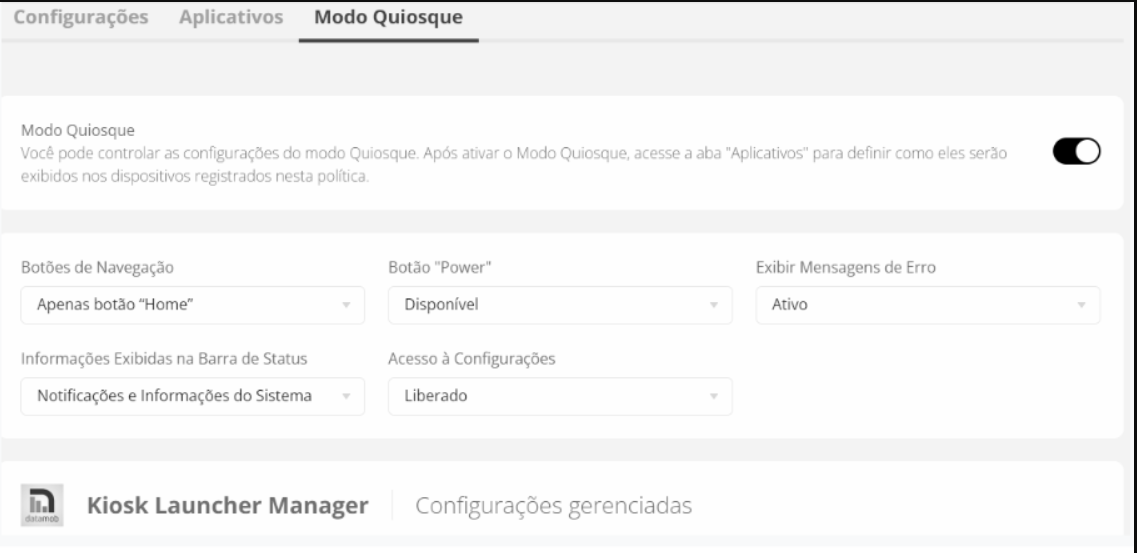 Configurações Aplicativos Modo Quiosque
Modo Quiosque
Você pode controlar as configurações do modo Quiosque. Após ativar o Modo Quiosque, acesse a aba "Aplicativos" para definir como eles serão
exibidos nos dispositivos registrados nesta política.
Botões de Navegação Botão "Power" Exibir Mensagens de Erro
Apenas botão “Home” Disponível Ativo
Informações Exibidas na Barra de Status Acesso à Configurações
Notificações e Informações do Sistema Liberado
datamob
Kiosk Launcher Manager Configurações gerenciadas